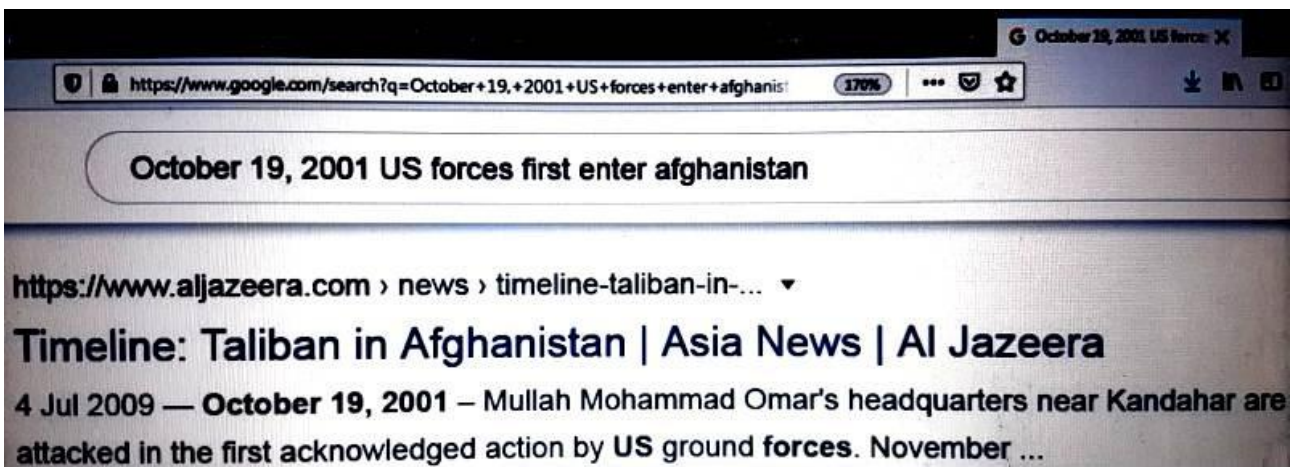 G October 19, 2001 US forces
https://www.google.com/search?q=October+19,+2001+US+forces+enter+afghanist
170%
October 19, 2001 US forces first enter afghanistan
https://www.aljazeera.com › news › timeline-taliban-in-...
Timeline: Taliban in Afghanistan | Asia News | Al Jazeera
4 Jul 2009 — October 19, 2001 – Mullah Mohammad Omar's headquarters near Kandahar are
attacked in the first acknowledged action by US ground forces. November ...